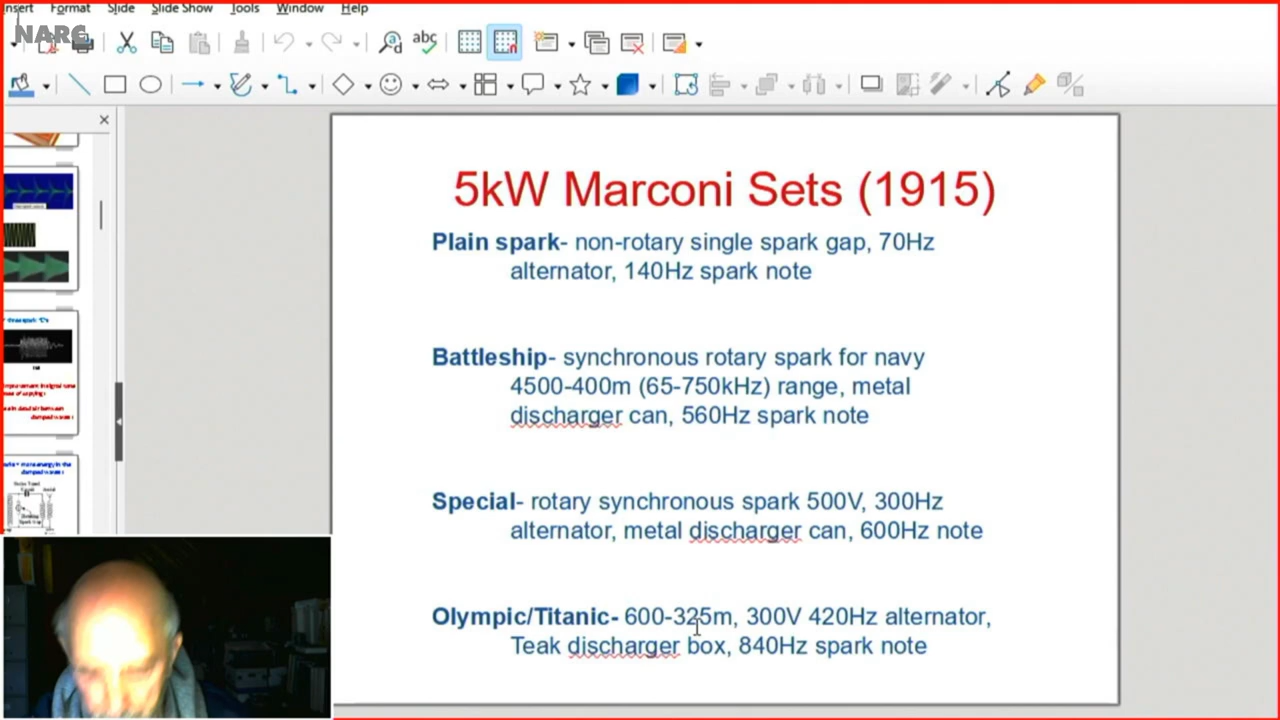 Insert Format Slide Slide Show Tools Window Help
NARC
abc
5kW Marconi Sets (1915)
Plain spark- non-rotary single spark gap, 70Hz
alternator, 140Hz spark note
Battleship- synchronous rotary spark for navy
4500-400m (65-750kHz) range, metal
discharger can, 560Hz spark note
Special- rotary synchronous spark 500V, 300Hz
alternator, metal discharger can, 600Hz note
Olympic/Titanic- 600-325m, 300V 420Hz alternator,
Teak discharger box, 840Hz spark note